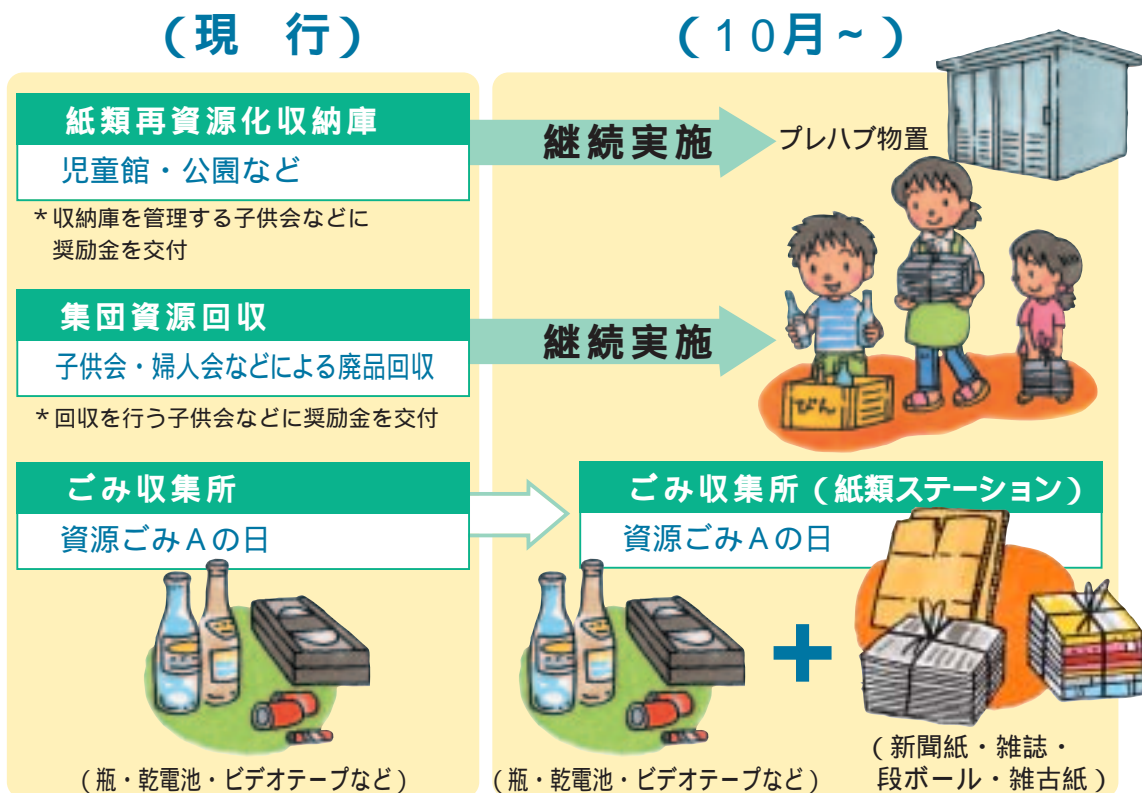 （現　行）
（１０月～）
紙類再資源化収納庫
児童館・公園など
＊収納庫を管理する子供会などに
奨励金を交付
継続実施
プレハブ物置
集団資源回収
子供会・婦人会などによる廃品回収
＊回収を行う子供会などに奨励金を交付
継続実施
びん
ごみ収集所
資源ごみＡの日
（瓶・乾電池・ビデオテープなど）
ごみ収集所（紙類ステーション）
資源ごみＡの日
（瓶・乾電池・ビデオテープなど）
（新聞紙・雑誌・
段ボール・雑古紙）